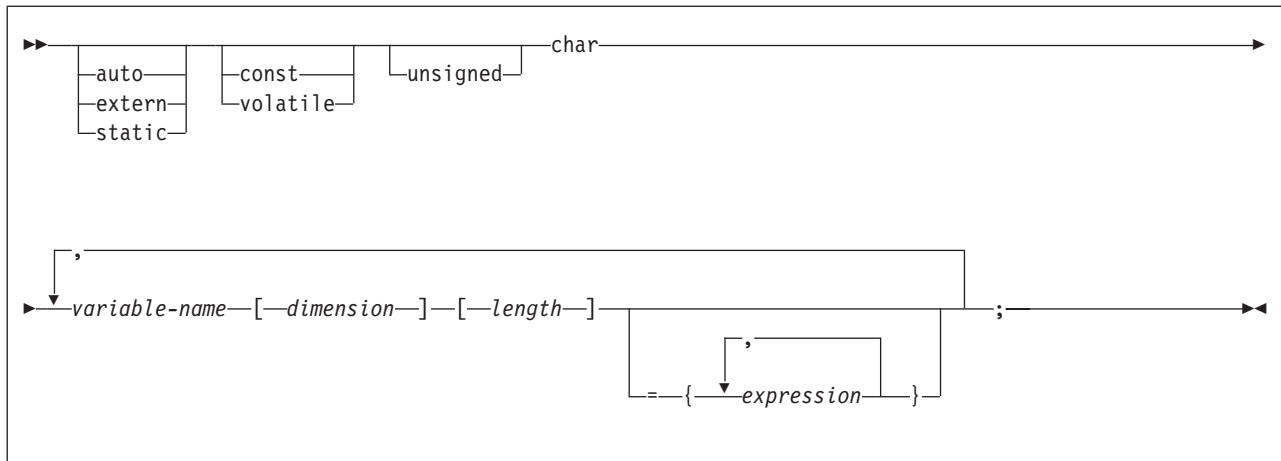 char
auto const unsigned
extern volatile
static
,
variable-name [ dimension ] [ length ] ;
,
= { expression }